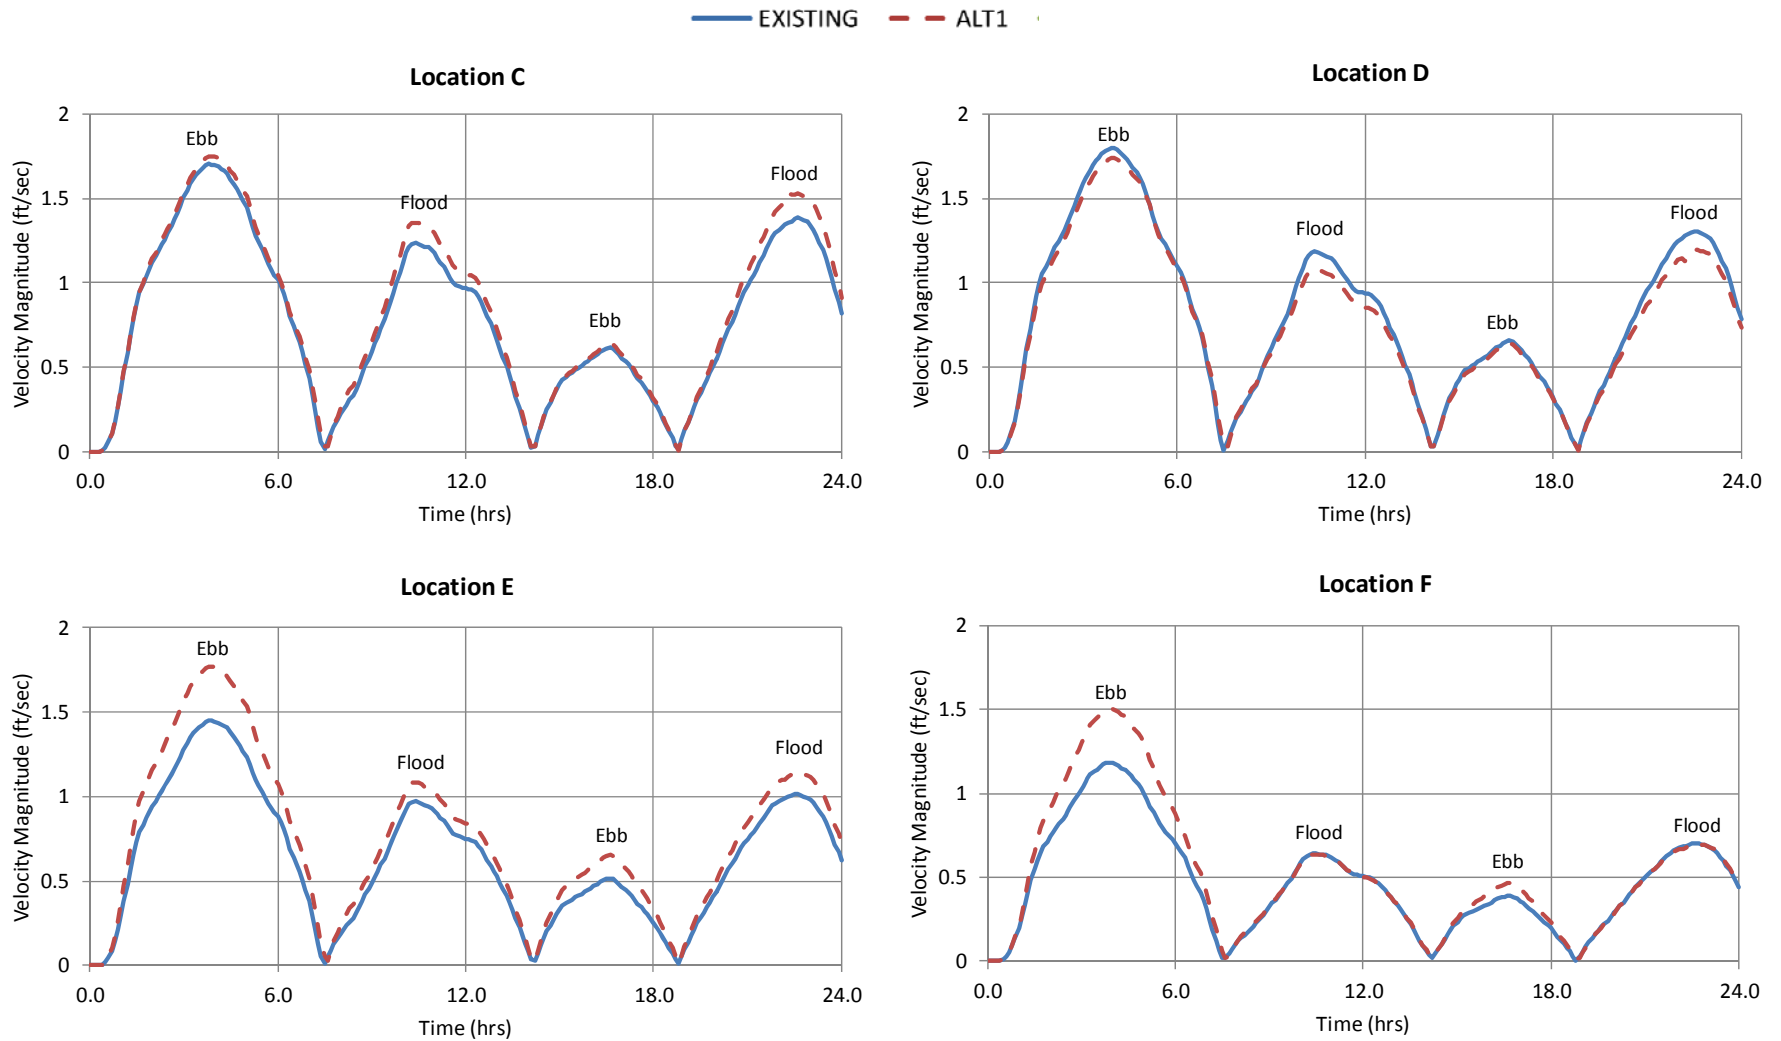 EXISTING ALT1
Location C
Velocity Magnitude (ft/sec)
2
1.5
1
0.5
0
Ebb
Flood
Ebb
Flood
0.0 6.0 12.0 18.0 24.0
Time (hrs)
Location D
Velocity Magnitude (ft/sec)
2
1.5
1
0.5
0
Ebb
Flood
Ebb
Flood
0.0 6.0 12.0 18.0 24.0
Time (hrs)
Location E
Velocity Magnitude (ft/sec)
2
1.5
1
0.5
0
Ebb
Flood
Ebb
Flood
0.0 6.0 12.0 18.0 24.0
Time (hrs)
Location F
Velocity Magnitude (ft/sec)
2
1.5
1
0.5
0
Ebb
Flood
Ebb
Flood
0.0 6.0 12.0 18.0 24.0
Time (hrs)